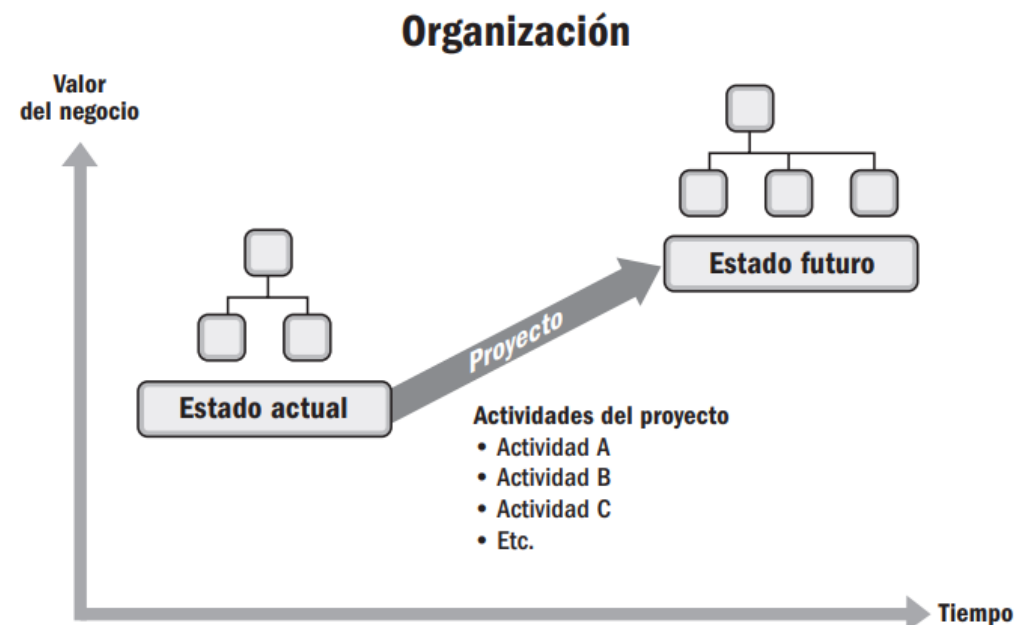 Organización
Valor
del negocio
Estado futuro
Proyecto
Estado actual
Actividades del proyecto
• Actividad A
• Actividad B
• Actividad C
• Etc.
Tiempo